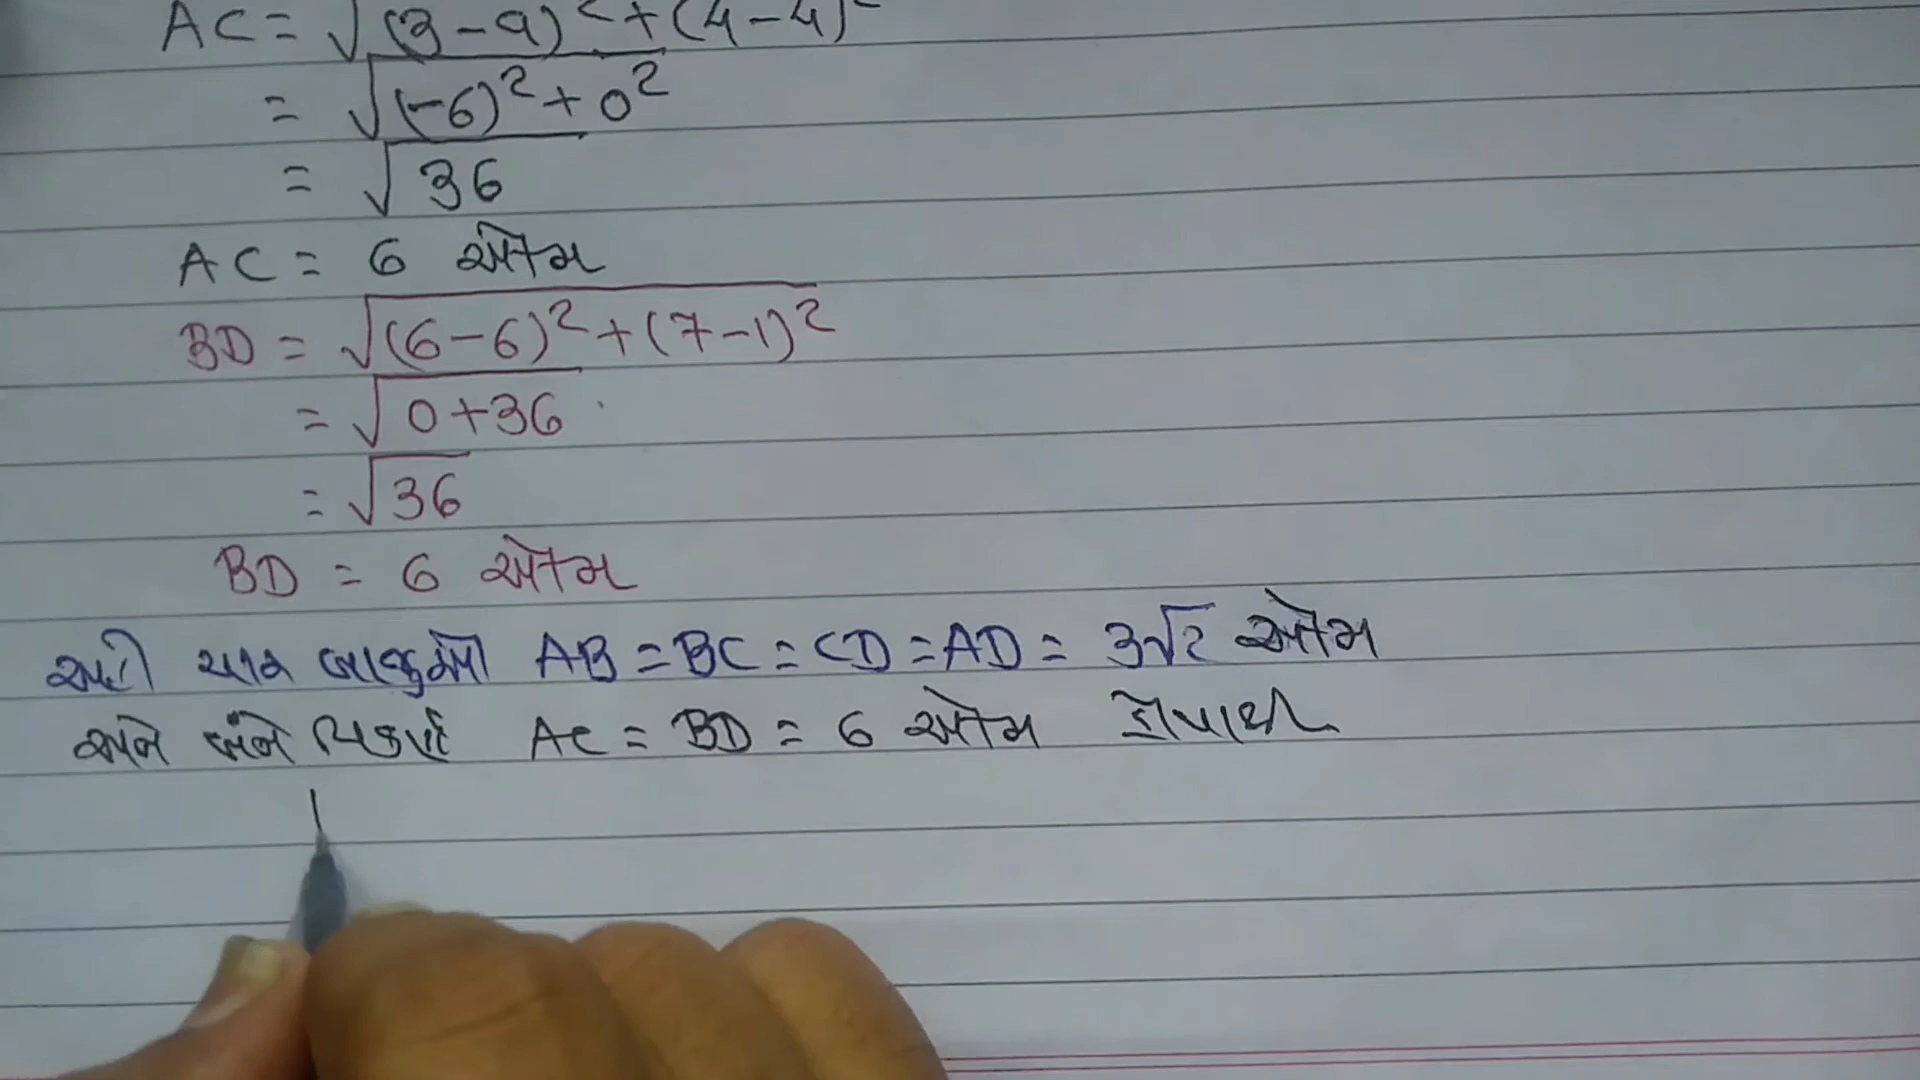 AC = √(3-9)² + (4-4)²
= √(-6)² + 0²
= √36
AC = 6 એકમ
BD = √(6-6)² + (7-1)²
= √0+36
= √36
BD = 6 એકમ
અહી ચાર બાજુઓ AB = BC = CD = AD = 3√2 એકમ
અને બંને વિકર્ણ AC = BD = 6 એકમ હોવાથી